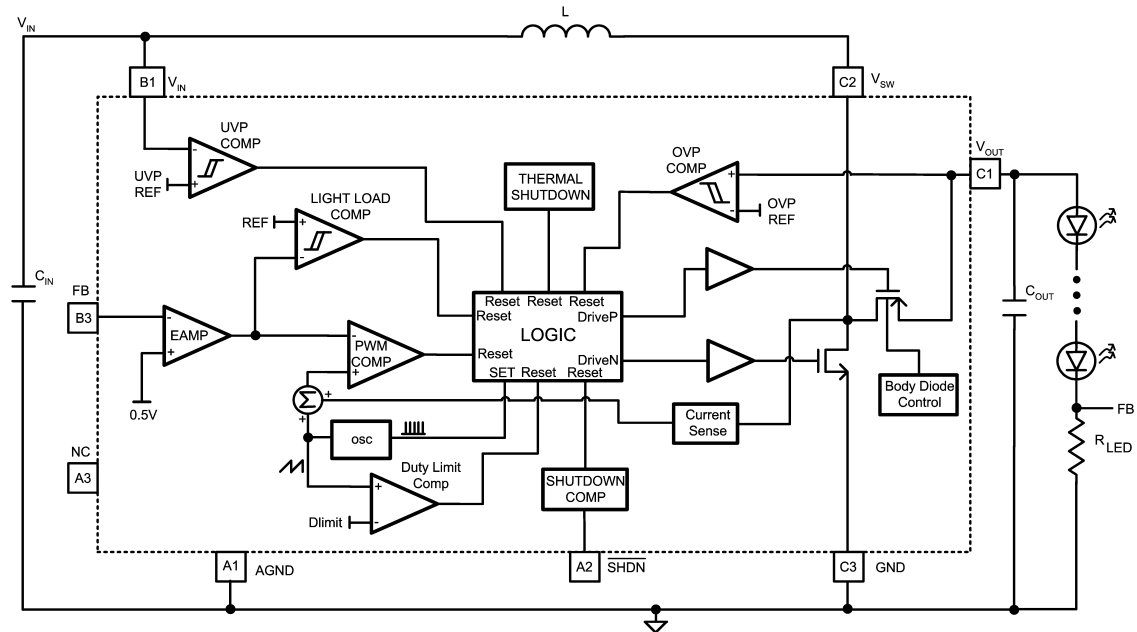 VIN
L
B1
VIN
C2
VSW
UVP
COMP
-
+
UVP
REF
THERMAL
SHUTDOWN
OVP
COMP
+
-
OVP
REF
VOUT
C1
LIGHT LOAD
COMP
REF
+
-
CIN
FB
B3
-
+
EAMP
0.5V
-
+
PWM
COMP
Reset Reset Reset
Reset
DriveP
LOGIC
Reset
DriveN
SET Reset Reset
COUT
Body Diode
Control
FB
RLED
Σ
+
+
osc
Current
Sense
NC
A3
Duty Limit
Comp
+
-
Dlimit
SHUTDOWN
COMP
A1
AGND
A2
SHDN
C3
GND